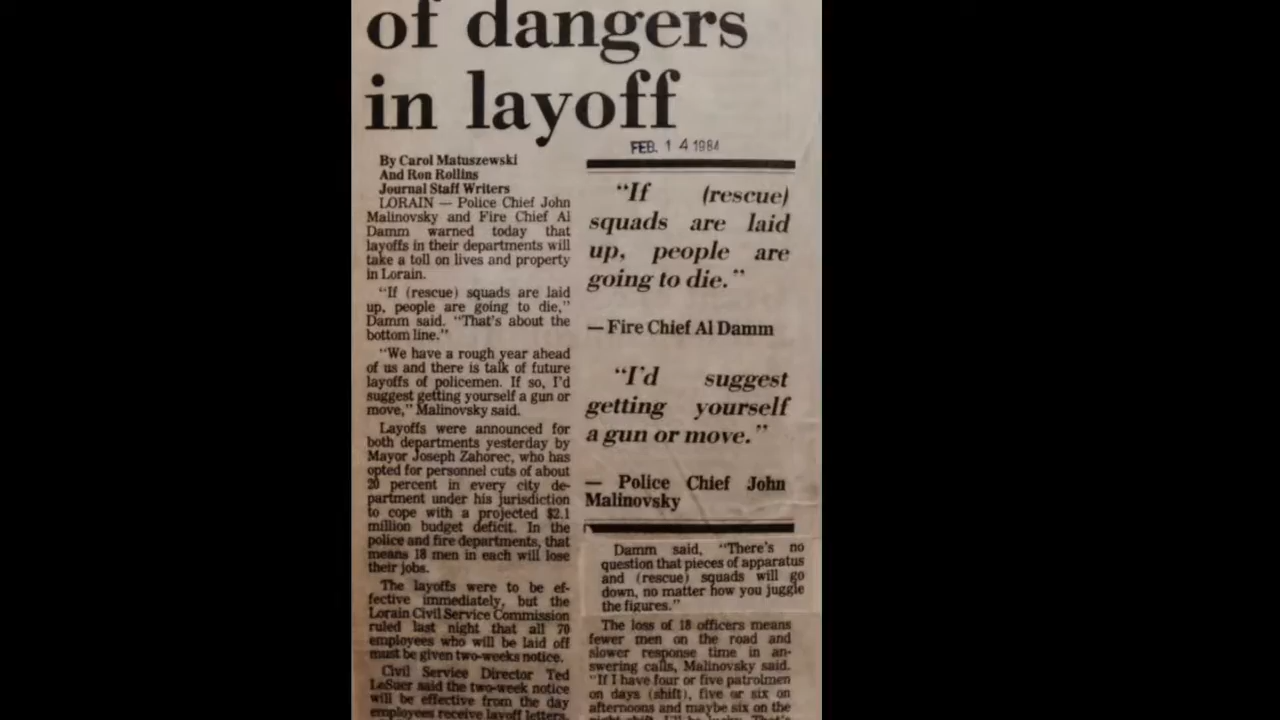 of dangers
in layoff
FEB. 14 1984
By Carol Matuszewski
And Ron Rollins
Journal Staff Writers
LORAIN — Police Chief John
Malinovsky and Fire Chief Al
Damm warned today that
layoffs in their departments will
take a toll on lives and property
in Lorain.
"If (rescue) squads are laid
up, people are going to die,"
Damm said. "That's about the
bottom line."
"We have a rough year ahead
of us and there is talk of future
layoffs of policemen. If so, I'd
suggest getting yourself a gun or
move," Malinovsky said.
Layoffs were announced for
both departments yesterday by
Mayor Joseph Zahorec, who has
opted for personnel cuts of about
20 percent in every city de-
partment under his jurisdiction
to cope with a projected $2.1
million budget deficit. In the
police and fire departments, that
means 18 men in each will lose
their jobs.
The layoffs were to be ef-
fective immediately, but the
Lorain Civil Service Commission
ruled last night that all 70
employees who will be laid off
must be given two-weeks notice.
Civil Service Director Ted
LeSuer said the two-week notice
will be effective from the day
employees receive layoff letters.
"If (rescue)
squads are laid
up, people are
going to die."
— Fire Chief Al Damm
"I'd suggest
getting yourself
a gun or move."
— Police Chief John
Malinovsky
Damm said, "There's no
question that pieces of apparatus
and (rescue) squads will go
down, no matter how you juggle
the figures."
The loss of 18 officers means
fewer men on the road and
slower response time in an-
swering calls, Malinovsky said.
"If I have four or five patrolmen
on days (shift), five or six on
afternoons and maybe six on the